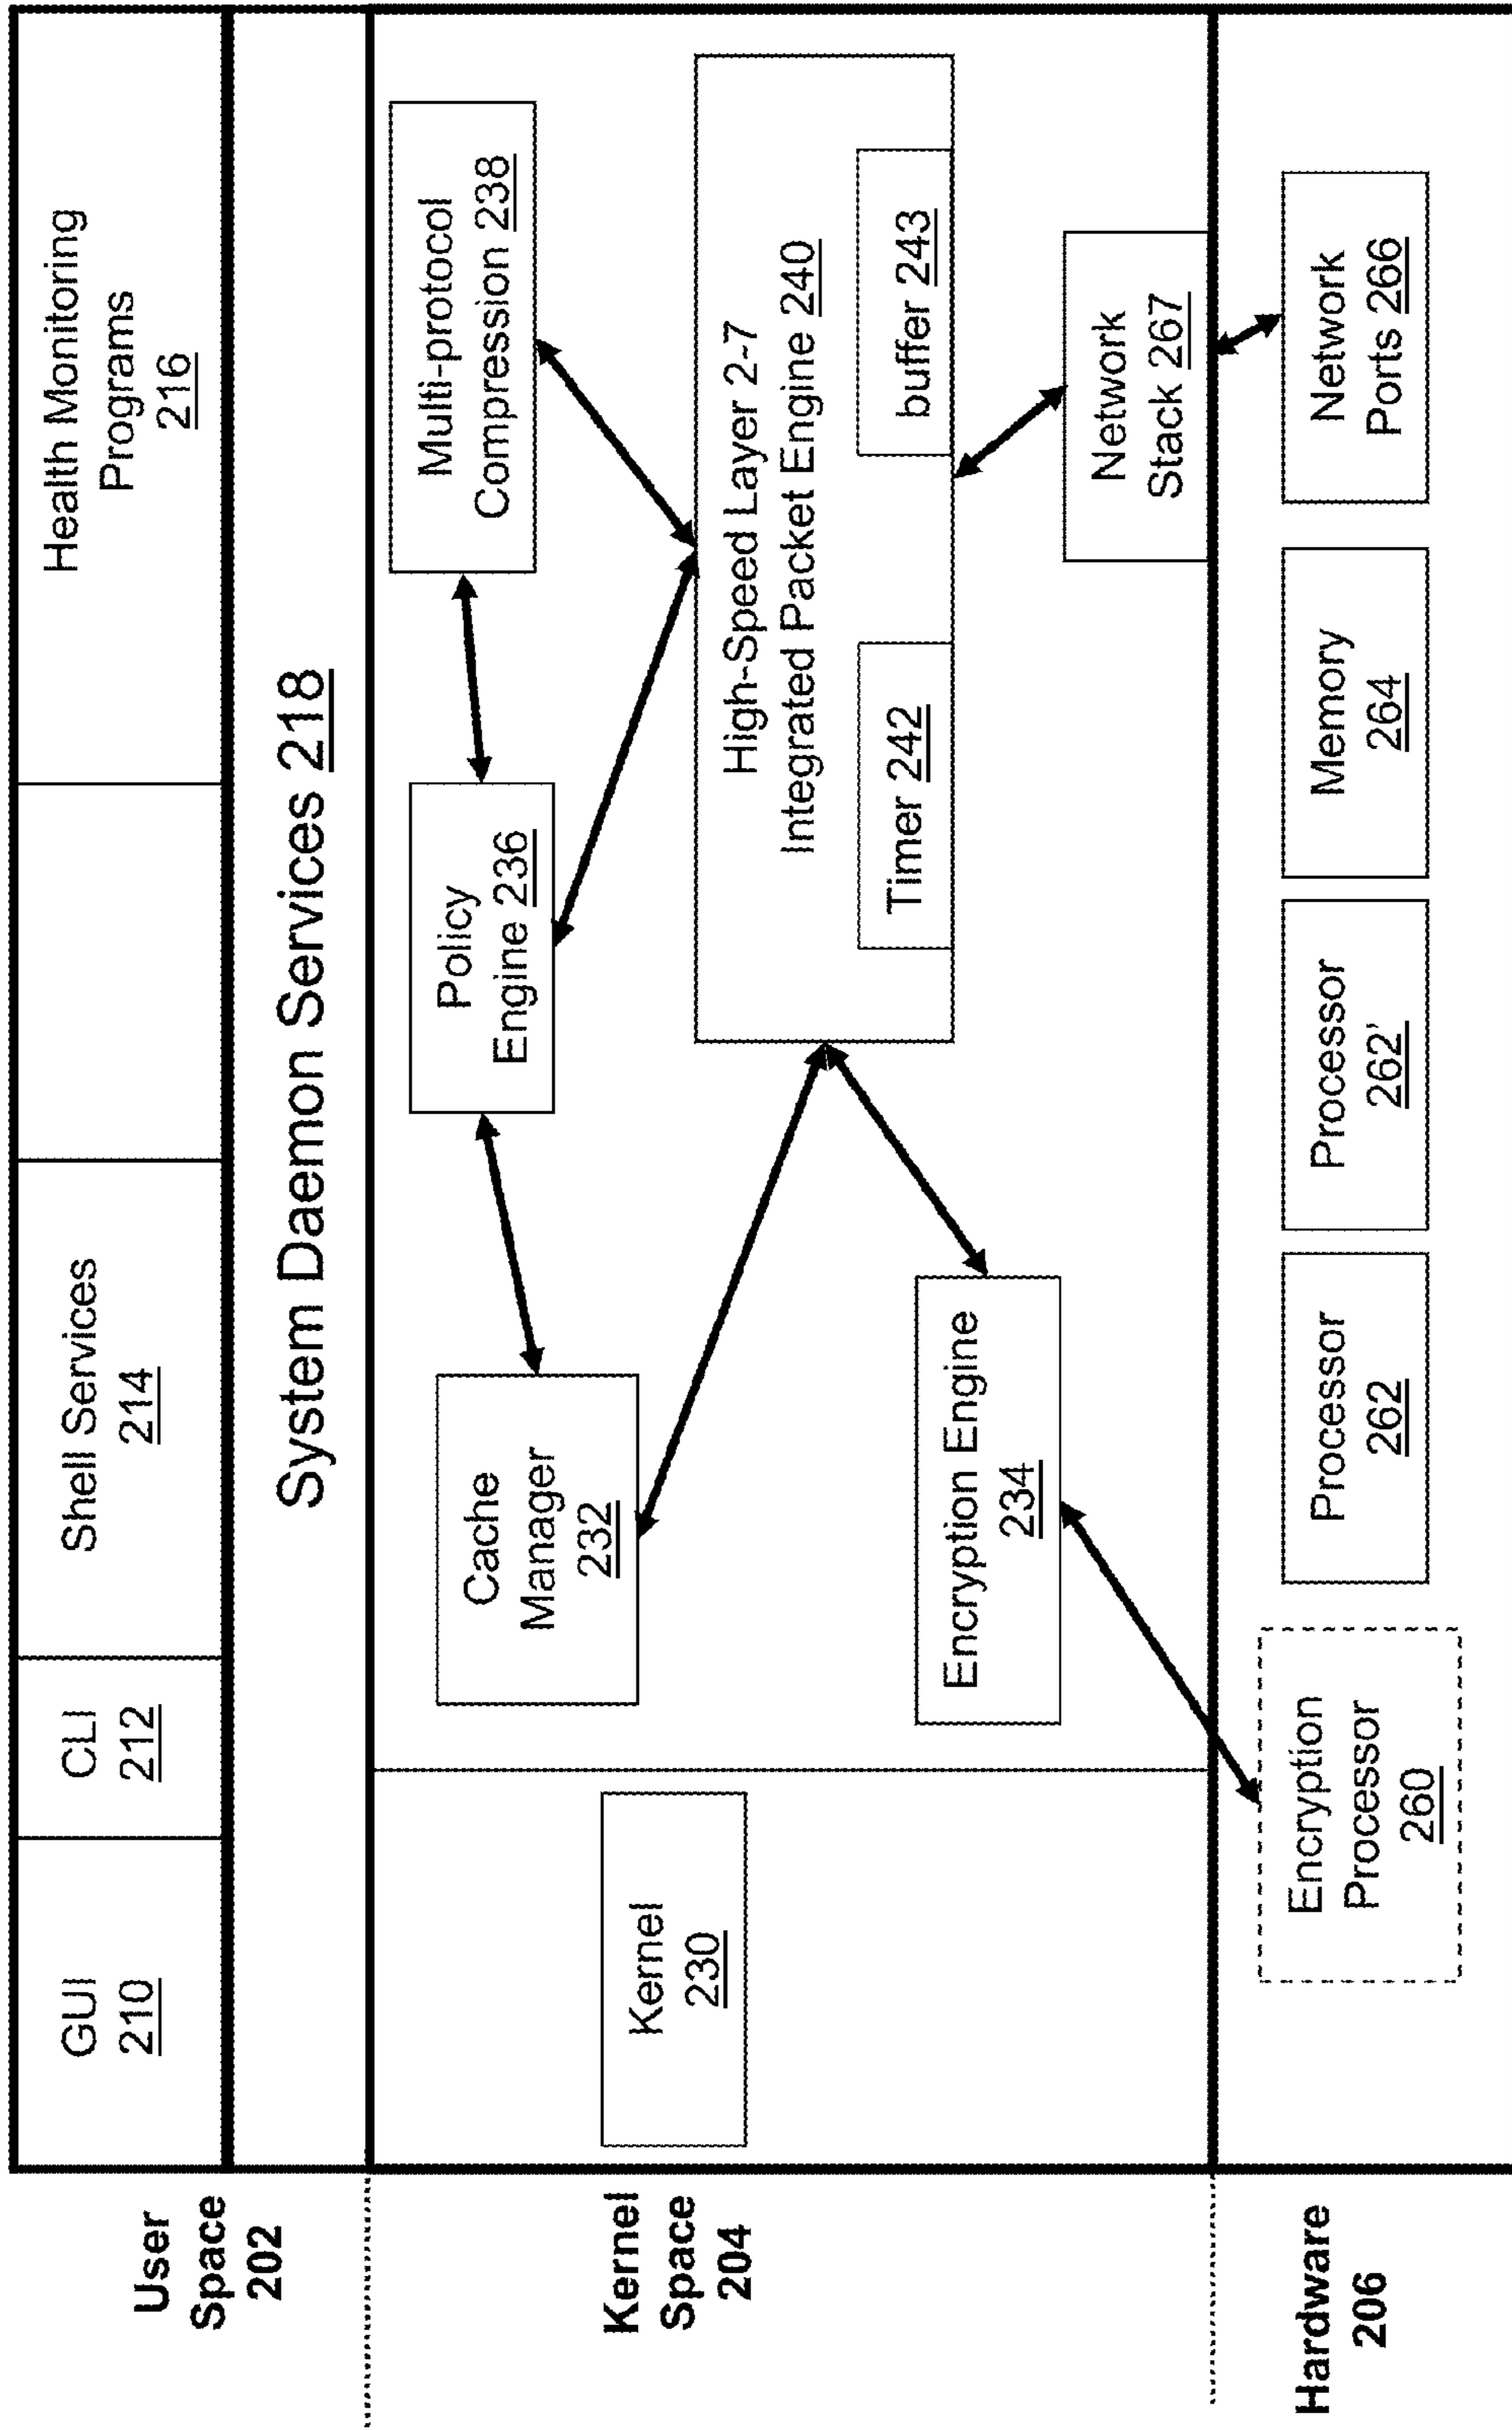 User
Space
202
GUI
210
CLI
212
Shell Services
214
Health Monitoring
Programs
216
System Daemon Services 218
Kernel
Space
204
Kernel
230
Cache
Manager
232
Policy
Engine 236
Multi-protocol
Compression 238
High-Speed Layer 2-7
Integrated Packet Engine 240
Timer 242
buffer 243
Encryption Engine
234
Network
Stack 267
Hardware
206
Encryption
Processor
260
Processor
262
Processor
262'
Memory
264
Network
Ports 266